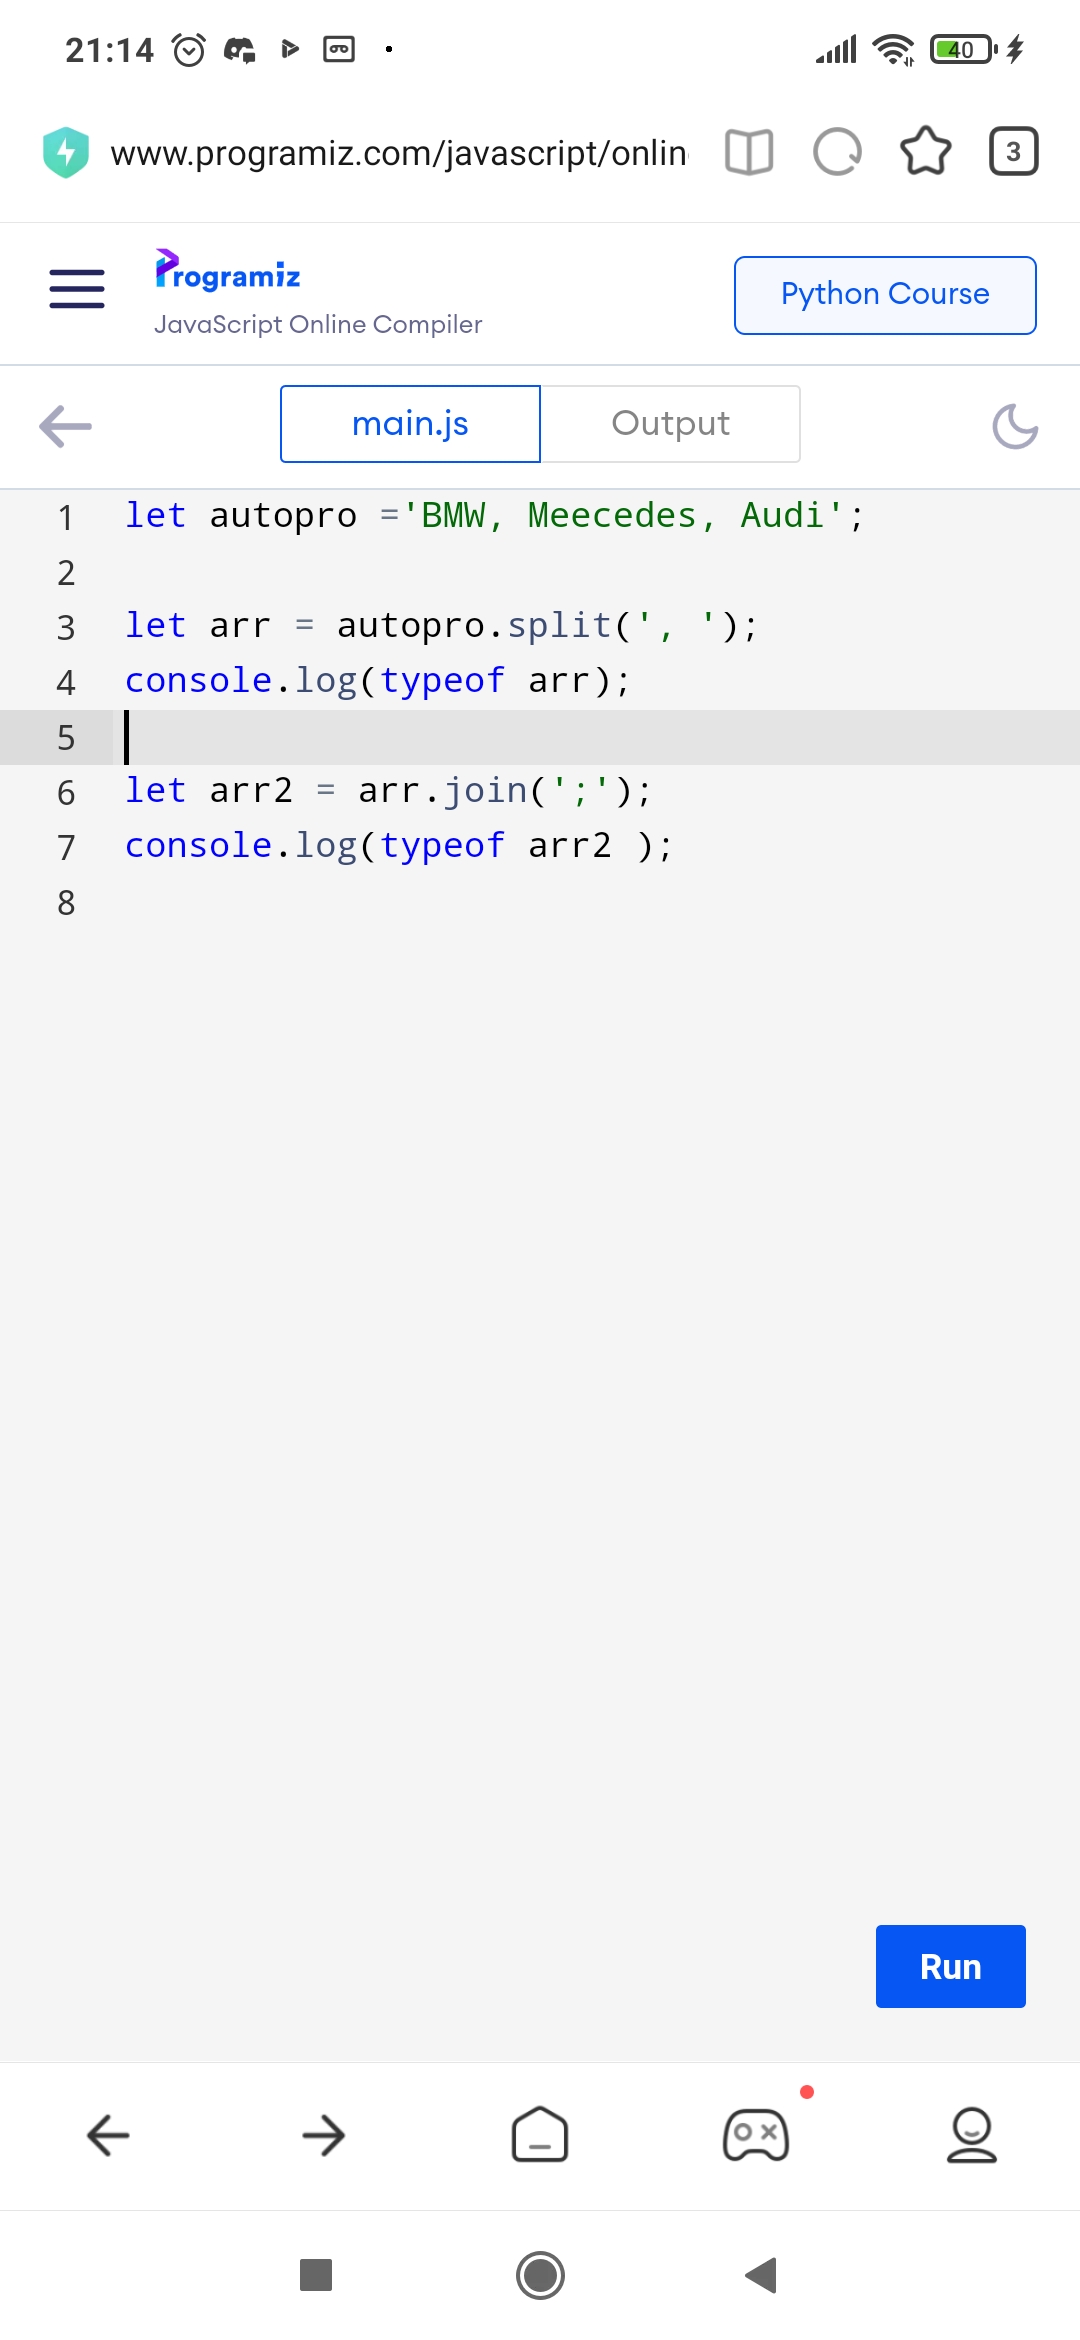 21:14
40
www.programiz.com/javascript/onlin
3
Programiz
JavaScript Online Compiler
Python Course
main.js
Output
1 let autopro ='BMW, Meecedes, Audi';
2
3 let arr = autopro.split(', ');
4 console.log(typeof arr);
5
6 let arr2 = arr.join(';');
7 console.log(typeof arr2 );
8
Run